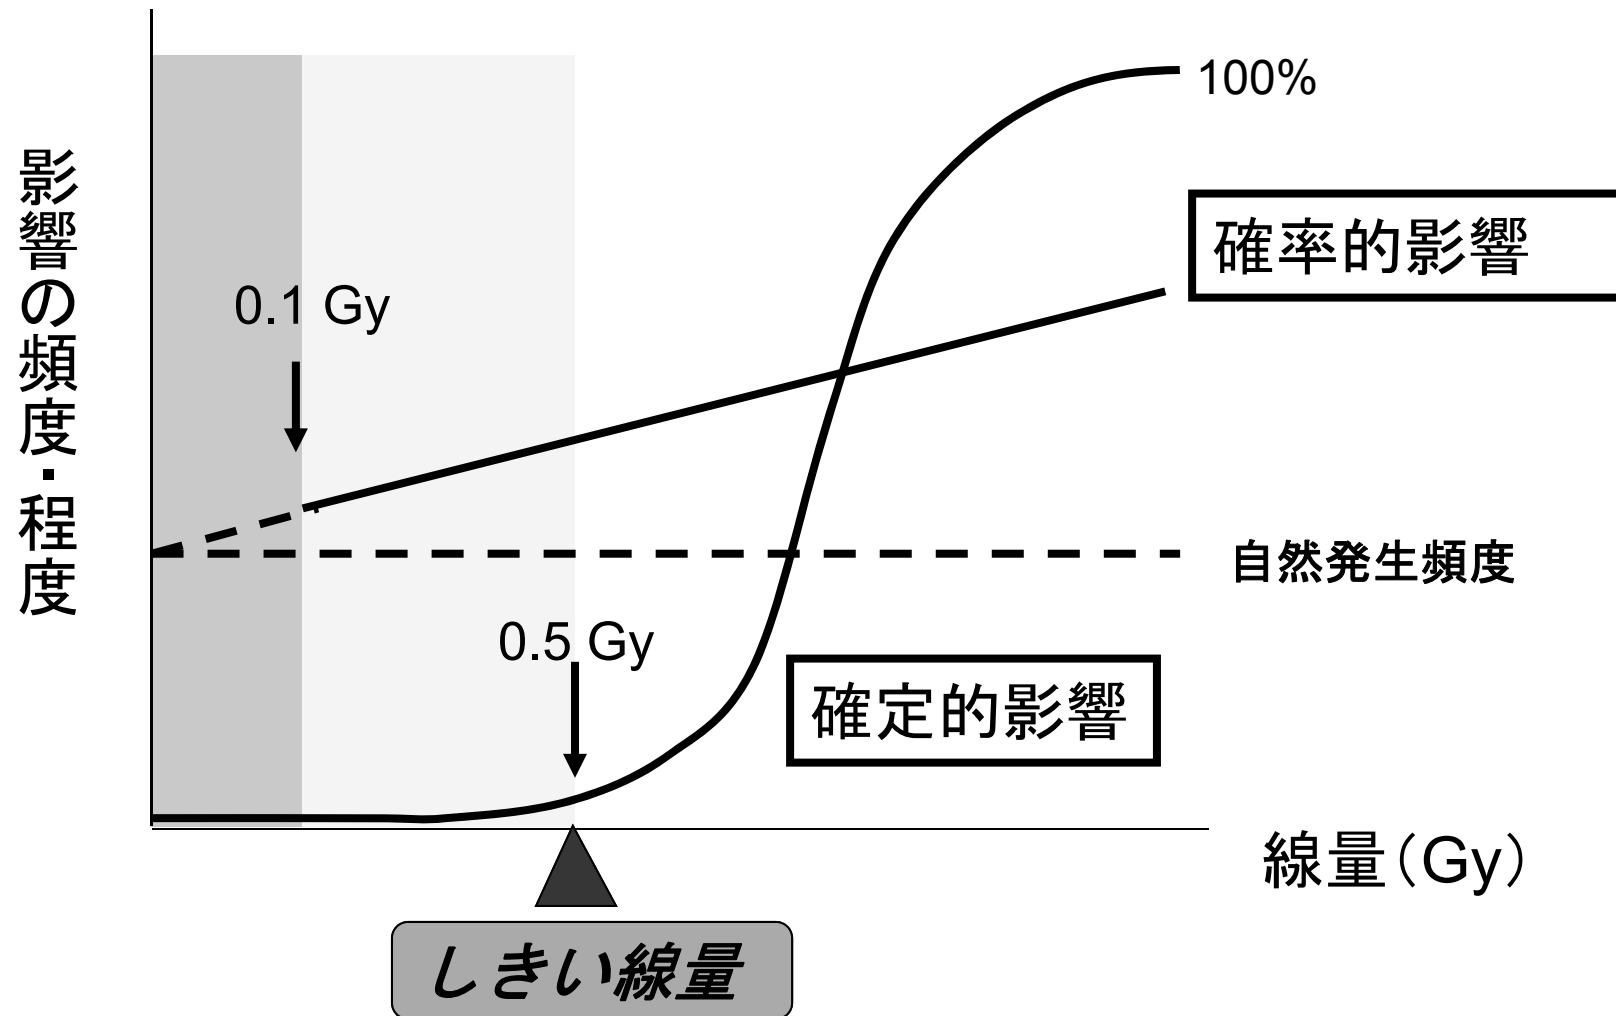 影響の頻度・程度
100%
確率的影響
0.1 Gy
自然発生頻度
0.5 Gy
確定的影響
線量（Gy）
しきい線量